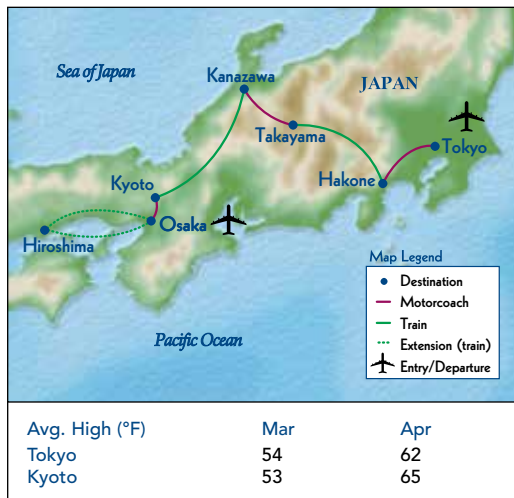 Sea of Japan
Kanazawa
JAPAN
Takayama
Tokyo
Hakone
Kyoto
Osaka
Hiroshima
Pacific Ocean
Map Legend
Destination
Motorcoach
Train
Extension (train)
Entry/Departure
Avg. High (°F) Mar Apr
Tokyo 54 62
Kyoto 53 65